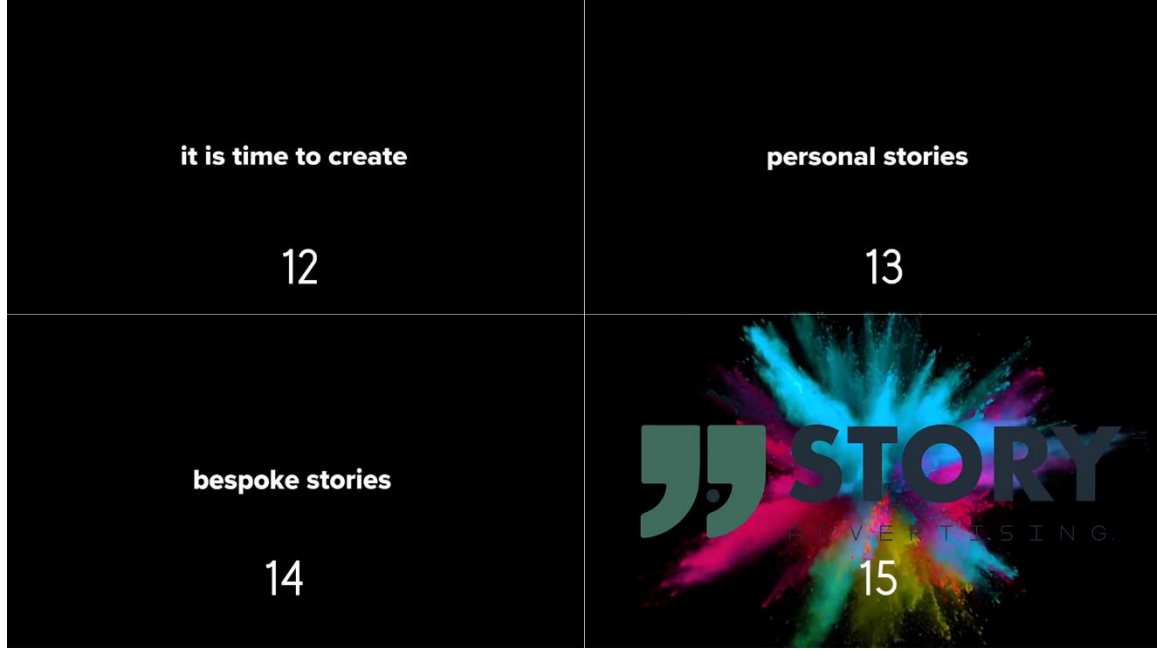 it is time to create
12
personal stories
13
bespoke stories
14
STORY
ADVERTISING.
15